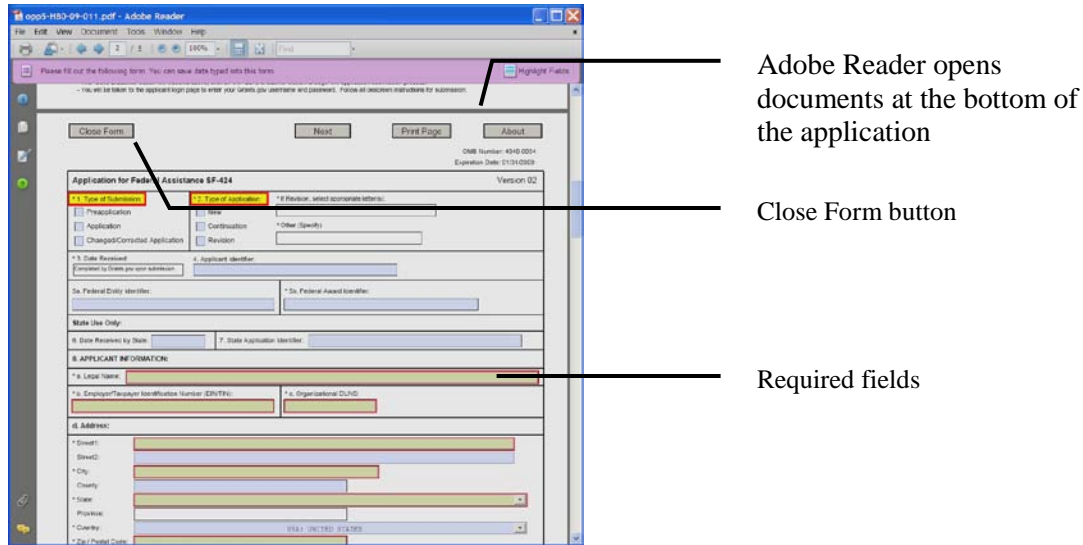 opp5-H80-09-011.pdf - Adobe Reader
File Edit View Document Tools Window Help
2 100% Find
Please fill out the following form. You can save data typed into this form. Highlight Fields
- You will be taken to the applicant login page to enter your Grants.gov username and password. Follow all onscreen instructions for submission.
Close Form Next Print Page About
OMB Number: 4040-0004
Expiration Date: 01/31/2009
Application for Federal Assistance SF-424 Version 02
* 1. Type of Submission: * 2. Type of Application: * If Revision, select appropriate letter(s):
Preapplication New
Application Continuation * Other (Specify)
Changed/Corrected Application Revision
* 3. Date Received: 4. Applicant Identifier:
Completed by Grants.gov upon submission.
5a. Federal Entity Identifier: * 5b. Federal Award Identifier:
State Use Only:
6. Date Received by State: 7. State Application Identifier:
8. APPLICANT INFORMATION:
* a. Legal Name:
* b. Employer/Taxpayer Identification Number (EIN/TIN): * c. Organizational DUNS:
d. Address:
* Street1:
Street2:
* City:
County:
* State:
Province:
* Country: USA: UNITED STATES
* Zip / Postal Code:
Adobe Reader opens
documents at the bottom of
the application
Close Form button
Required fields